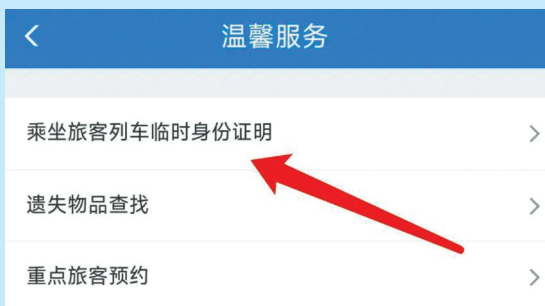 温馨服务
乘坐旅客列车临时身份证明
遗失物品查找
重点旅客预约